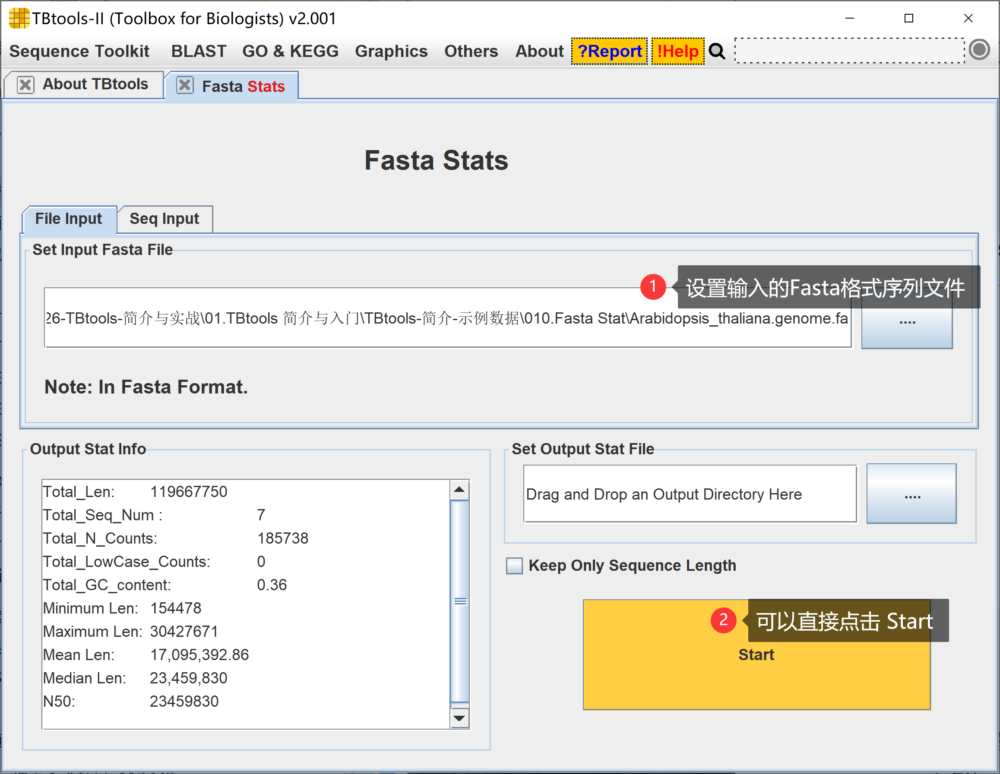 TBtools-II (Toolbox for Biologists) v2.001
Sequence Toolkit BLAST GO & KEGG Graphics Others About ?Report !Help
About TBtools Fasta Stats
Fasta Stats
File Input Seq Input
Set Input Fasta File
1 设置输入的Fasta格式序列文件
26-TBtools-简介与实战\01.TBtools 简介与入门\TBtools-简介-示例数据\010.Fasta Stat\Arabidopsis_thaliana.genome.fa ....
Note: In Fasta Format.
Output Stat Info
Total_Len: 119667750
Total_Seq_Num : 7
Total_N_Counts: 185738
Total_LowCase_Counts: 0
Total_GC_content: 0.36
Minimum Len: 154478
Maximum Len: 30427671
Mean Len: 17,095,392.86
Median Len: 23,459,830
N50: 23459830
Set Output Stat File
Drag and Drop an Output Directory Here ....
Keep Only Sequence Length
2 可以直接点击 Start
Start